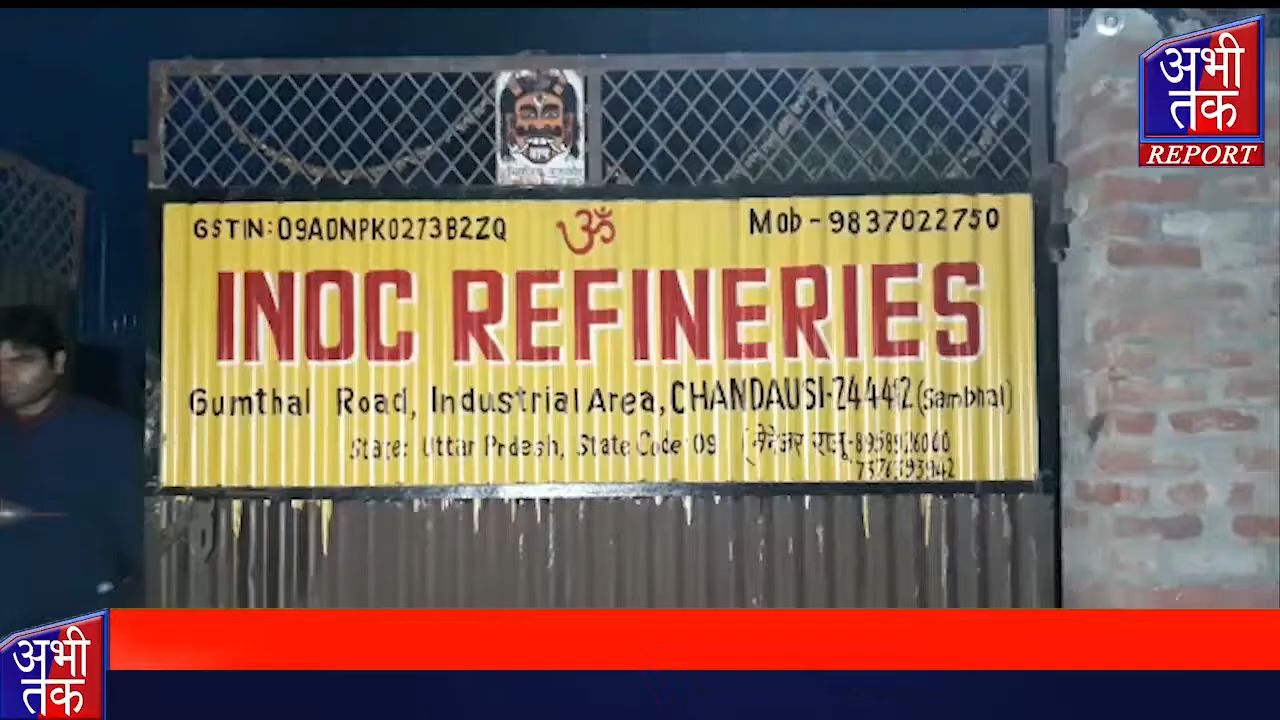 अभी
तक
REPORT
GSTIN: 09ADNPK0273B2ZQ ॐ Mob - 9837022750
INOC REFINERIES
Gumthal Road, Industrial Area, CHANDAUSI-244412 (Sambhal)
State: Uttar Prdesh, State Code 09 (मैनेजर राजू-
अभी
तक